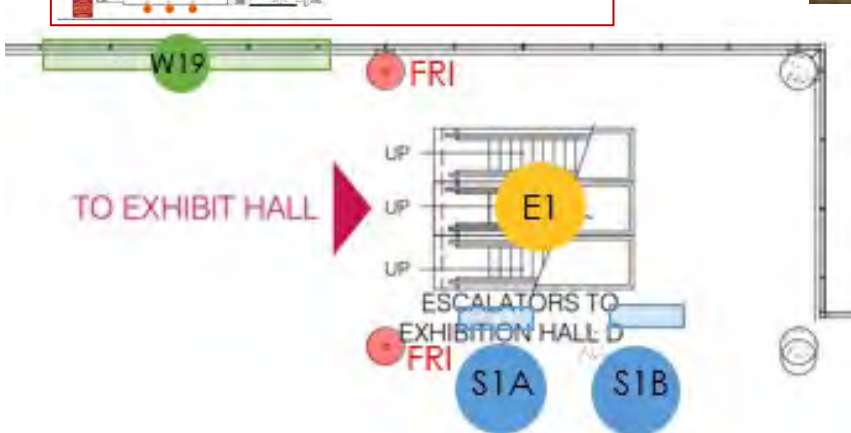 W19
FRI
UP
TO EXHIBIT HALL
UP
E1
UP
ESCALATORS TO
EXHIBITION HALL D
FRI
S1A
S1B